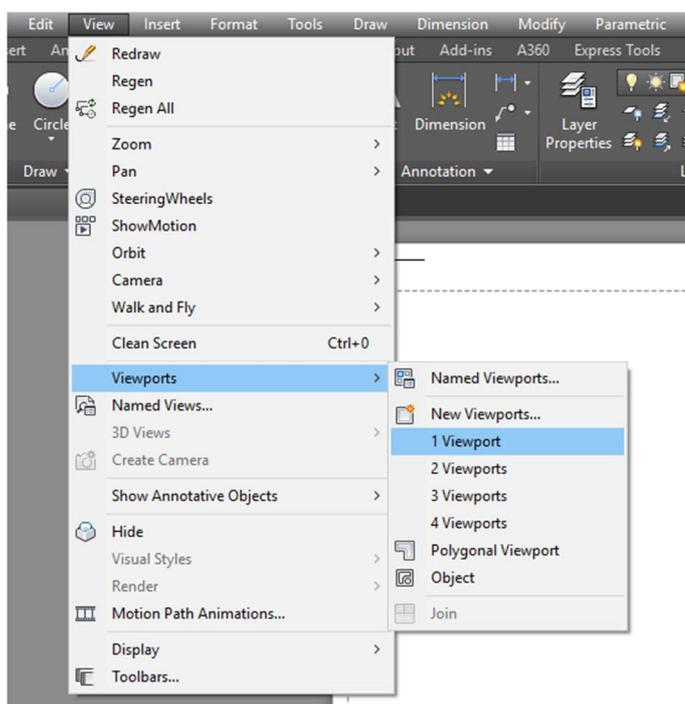 Edit View Insert Format Tools Draw Dimension Modify Parametric
Add-ins A360 Express Tools
Circle Dimension Layer Properties
Draw Annotation
Redraw
Regen
Regen All
Zoom
Pan
SteeringWheels
ShowMotion
Orbit
Camera
Walk and Fly
Clean Screen Ctrl+0
Viewports
Named Views...
3D Views
Create Camera
Show Annotative Objects
Hide
Visual Styles
Render
Motion Path Animations...
Display
Toolbars...
Named Viewports...
New Viewports...
1 Viewport
2 Viewports
3 Viewports
4 Viewports
Polygonal Viewport
Object
Join